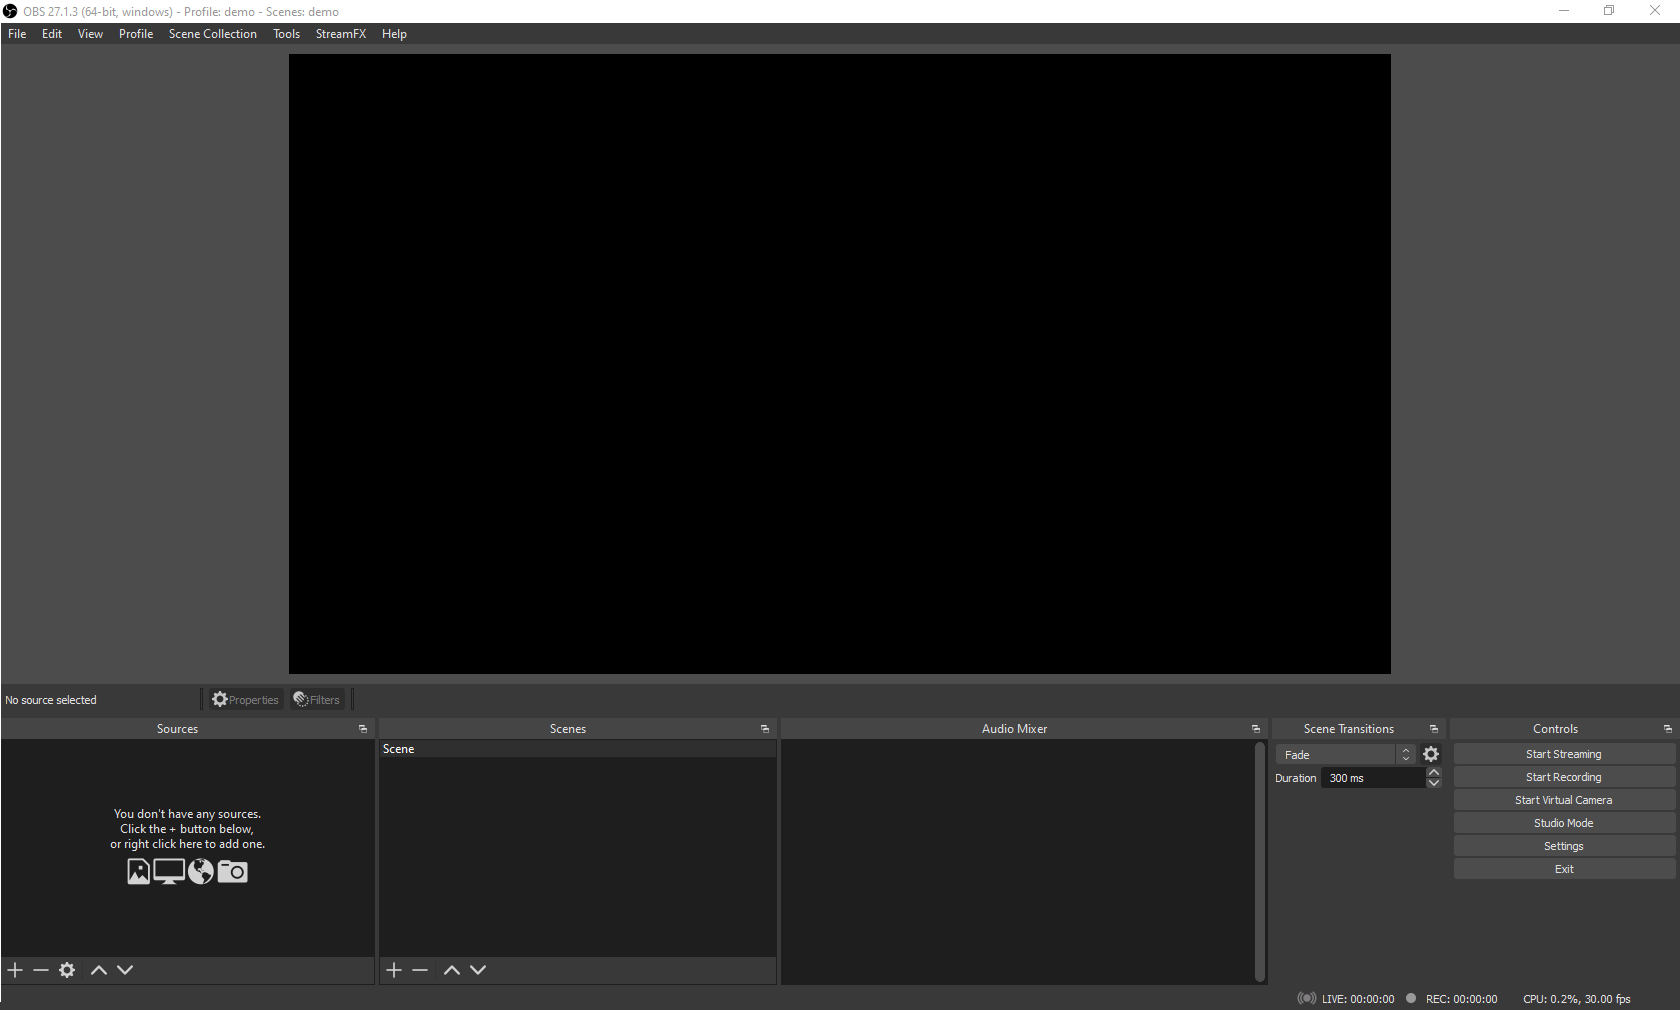 OBS 27.1.3 (64-bit, windows) - Profile: demo - Scenes: demo
File Edit View Profile Scene Collection Tools StreamFX Help
No source selected Properties Filters
Sources
You don't have any sources.
Click the + button below,
or right click here to add one.
Scenes
Scene
Audio Mixer
Scene Transitions
Fade
Duration 300 ms
Controls
Start Streaming
Start Recording
Start Virtual Camera
Studio Mode
Settings
Exit
LIVE: 00:00:00 REC: 00:00:00 CPU: 0.2%, 30.00 fps